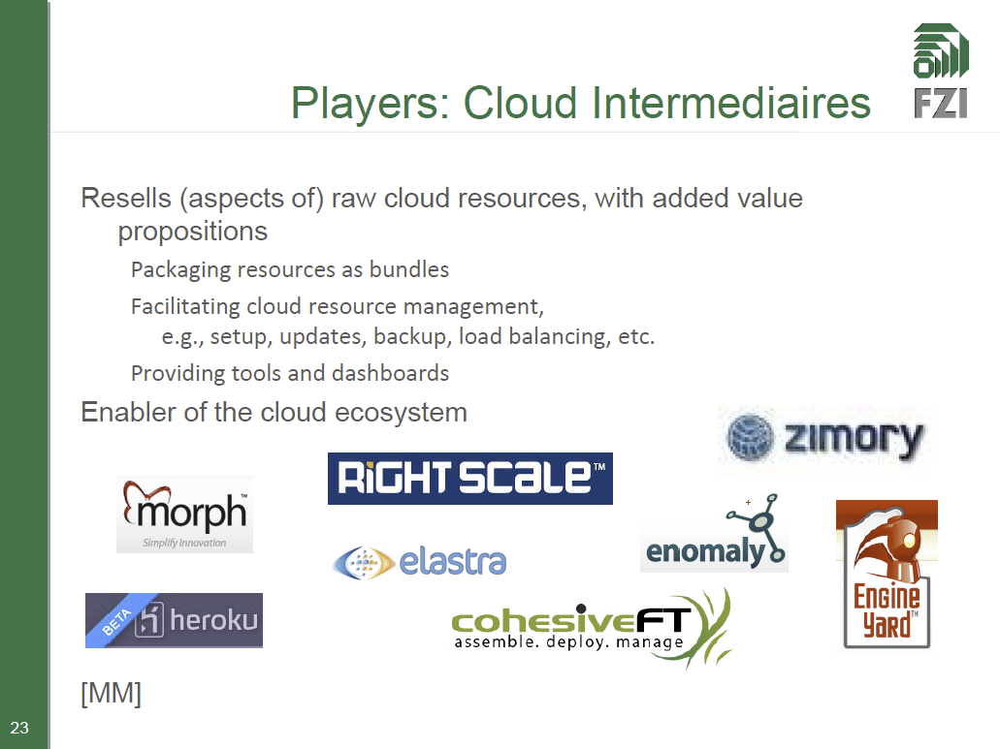 FZI
Players: Cloud Intermediaires
Resells (aspects of) raw cloud resources, with added value
propositions
Packaging resources as bundles
Facilitating cloud resource management,
e.g., setup, updates, backup, load balancing, etc.
Providing tools and dashboards
Enabler of the cloud ecosystem
zimory
RiGHT SCaLe™
morph™
Simplify Innovation
enomaly
elastra
ENGINE
YARD™
BETA
heroku
cohesiveFT
assemble. deploy. manage
[MM]
23